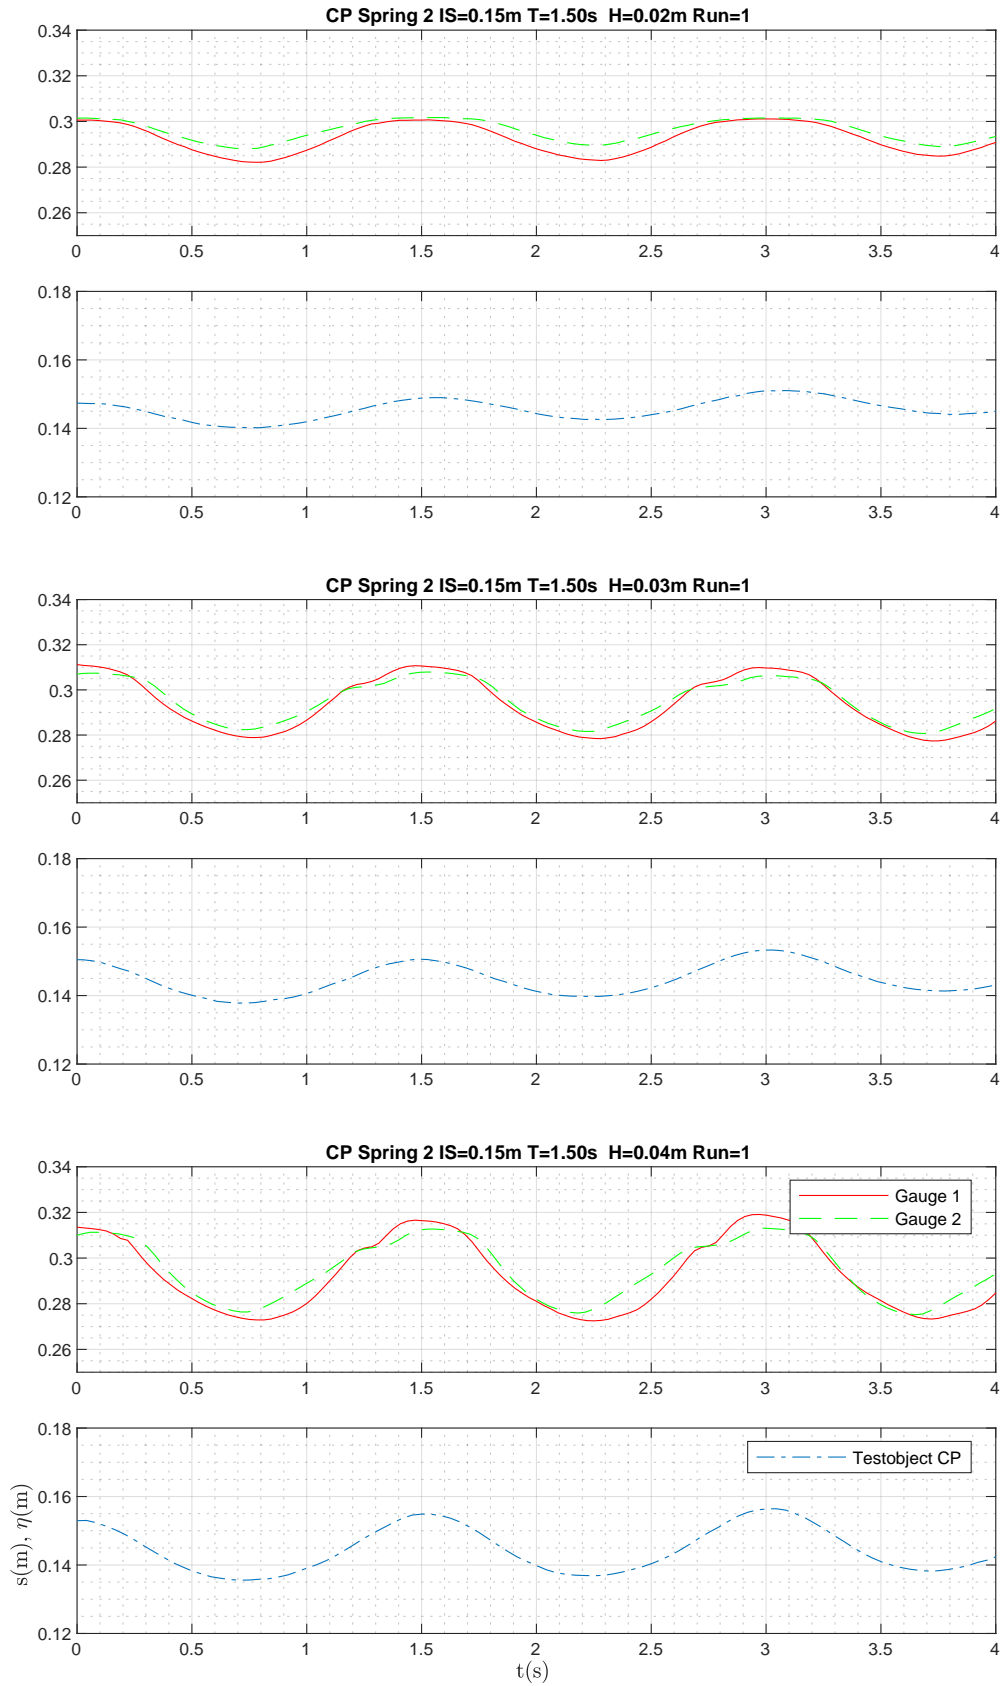 CP Spring 2 IS=0.15m T=1.50s  H=0.02m Run=1
0.34
0.32
0.3
0.28
0.26
0 0.5 1 1.5 2 2.5 3 3.5 4
0.18
0.16
0.14
0.12
0 0.5 1 1.5 2 2.5 3 3.5 4
CP Spring 2 IS=0.15m T=1.50s  H=0.03m Run=1
0.34
0.32
0.3
0.28
0.26
0 0.5 1 1.5 2 2.5 3 3.5 4
0.18
0.16
0.14
0.12
0 0.5 1 1.5 2 2.5 3 3.5 4
CP Spring 2 IS=0.15m T=1.50s  H=0.04m Run=1
0.34
0.32
0.3
0.28
0.26
Gauge 1
Gauge 2
0 0.5 1 1.5 2 2.5 3 3.5 4
0.18
0.16
0.14
0.12
Testobject CP
s(m), η(m)
0 0.5 1 1.5 2 2.5 3 3.5 4
t(s)